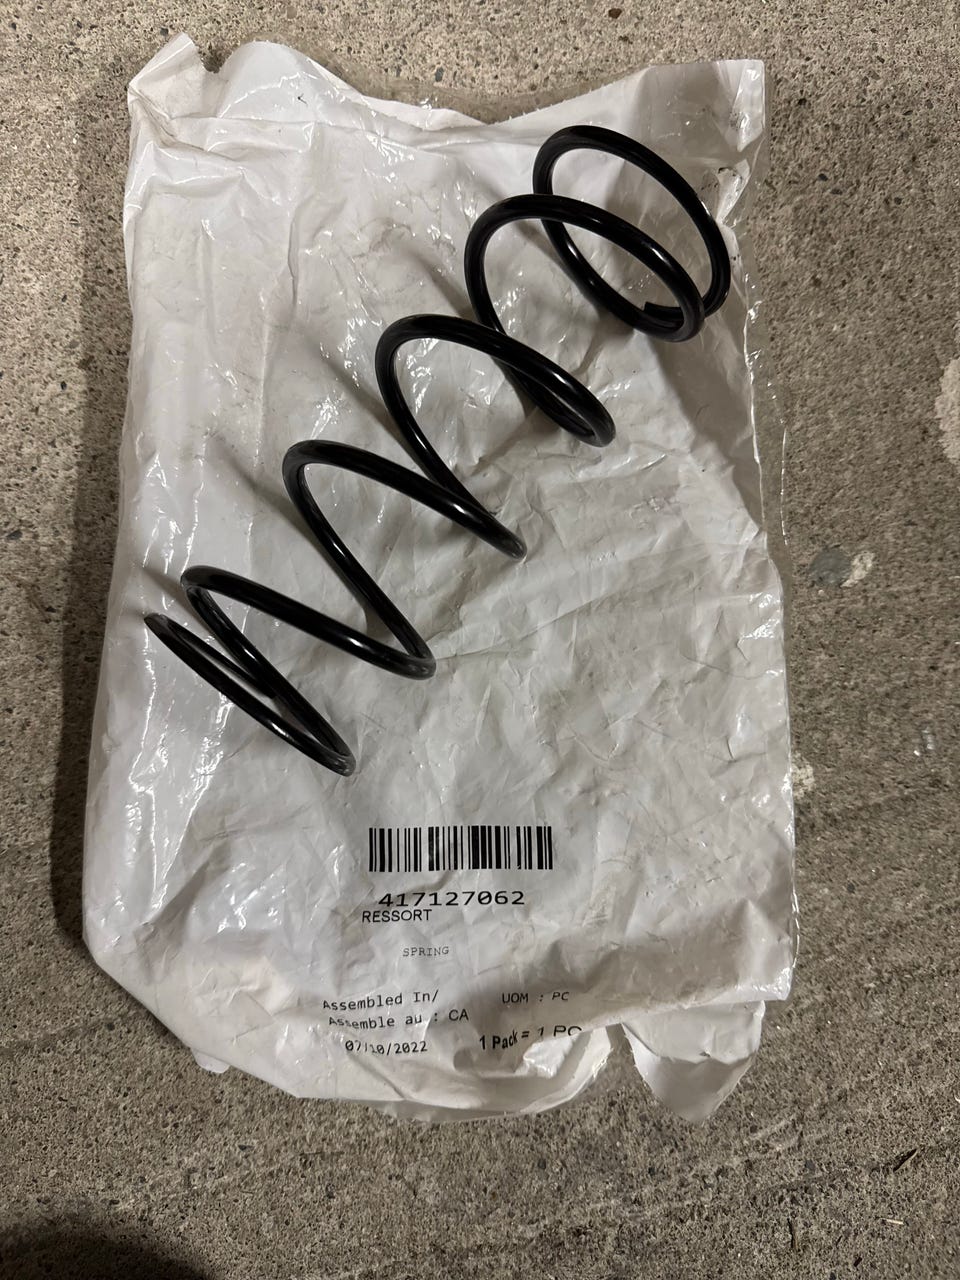 417127062
RESSORT
SPRING
Assembled In/ UOM : PC
Assemble au : CA
07/10/2022 1 Pack = 1 PC